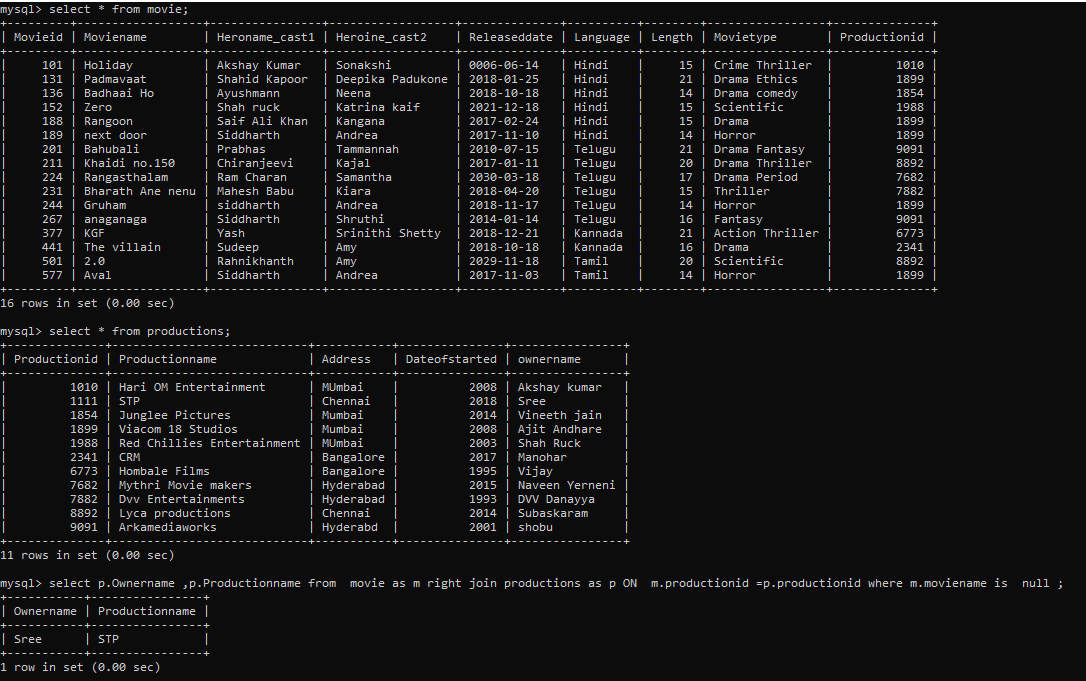 mysql> select * from movie;
+---------+------------------+----------------+------------------+--------------+----------+--------+-----------------+--------------+
| Movieid | Moviename        | Heroname_cast1 | Heroine_cast2    | Releaseddate | Language | Length | Movietype       | Productionid |
+---------+------------------+----------------+------------------+--------------+----------+--------+-----------------+--------------+
|     101 | Holiday          | Akshay Kumar   | Sonakshi         | 0006-06-14   | Hindi    |     15 | Crime Thriller  |         1010 |
|     131 | Padmavaat        | Shahid Kapoor  | Deepika Padukone | 2018-01-25   | Hindi    |     21 | Drama Ethics    |         1899 |
|     136 | Badhaai Ho       | Ayushmann      | Neena            | 2018-10-18   | Hindi    |     14 | Drama comedy    |         1854 |
|     152 | Zero             | Shah ruck      | Katrina kaif     | 2021-12-18   | Hindi    |     15 | Scientific      |         1988 |
|     188 | Rangoon          | Saif Ali Khan  | Kangana          | 2017-02-24   | Hindi    |     15 | Drama           |         1899 |
|     189 | next door        | Siddharth      | Andrea           | 2017-11-10   | Hindi    |     14 | Horror          |         1899 |
|     201 | Bahubali         | Prabhas        | Tammannah        | 2010-07-15   | Telugu   |     21 | Drama Fantasy   |         9091 |
|     211 | Khaidi no.150    | Chiranjeevi    | Kajal            | 2017-01-11   | Telugu   |     20 | Drama Thriller  |         8892 |
|     224 | Rangasthalam     | Ram Charan     | Samantha         | 2030-03-18   | Telugu   |     17 | Drama Period    |         7682 |
|     231 | Bharath Ane nenu | Mahesh Babu    | Kiara            | 2018-04-20   | Telugu   |     15 | Thriller        |         7882 |
|     244 | Gruham           | siddharth      | Andrea           | 2018-11-17   | Telugu   |     14 | Horror          |         1899 |
|     267 | anaganaga        | Siddharth      | Shruthi          | 2014-01-14   | Telugu   |     16 | Fantasy         |         9091 |
|     377 | KGF              | Yash           | Srinithi Shetty  | 2018-12-21   | Kannada  |     21 | Action Thriller |         6773 |
|     441 | The villain      | Sudeep         | Amy              | 2018-10-18   | Kannada  |     16 | Drama           |         2341 |
|     501 | 2.0              | Rahnikhanth    | Amy              | 2029-11-18   | Tamil    |     20 | Scientific      |         8892 |
|     577 | Aval             | Siddharth      | Andrea           | 2017-11-03   | Tamil    |     14 | Horror          |         1899 |
+---------+------------------+----------------+------------------+--------------+----------+--------+-----------------+--------------+
16 rows in set (0.00 sec)

mysql> select * from productions;
+--------------+----------------------------+-----------+---------------+----------------+
| Productionid | Productionname             | Address   | Dateofstarted | ownername      |
+--------------+----------------------------+-----------+---------------+----------------+
|         1010 | Hari OM Entertainment      | MUmbai    |          2008 | Akshay kumar   |
|         1111 | STP                        | Chennai   |          2018 | Sree           |
|         1854 | Junglee Pictures           | Mumbai    |          2014 | Vineeth jain   |
|         1899 | Viacom 18 Studios          | Mumbai    |          2008 | Ajit Andhare   |
|         1988 | Red Chillies Entertainment | MUmbai    |          2003 | Shah Ruck      |
|         2341 | CRM                        | Bangalore |          2017 | Manohar        |
|         6773 | Hombale Films              | Bangalore |          1995 | Vijay          |
|         7682 | Mythri Movie makers        | Hyderabad |          2015 | Naveen Yerneni |
|         7882 | Dvv Entertainments         | Hyderabad |          1993 | DVV Danayya    |
|         8892 | Lyca productions           | Chennai   |          2014 | Subaskaram     |
|         9091 | Arkamediaworks             | Hyderabd  |          2001 | shobu          |
+--------------+----------------------------+-----------+---------------+----------------+
11 rows in set (0.00 sec)

mysql> select p.Ownername ,p.Productionname from  movie as m right join productions as p ON  m.productionid =p.productionid where m.moviename is  null ;
+-----------+----------------+
| Ownername | Productionname |
+-----------+----------------+
| Sree      | STP            |
+-----------+----------------+
1 row in set (0.00 sec)